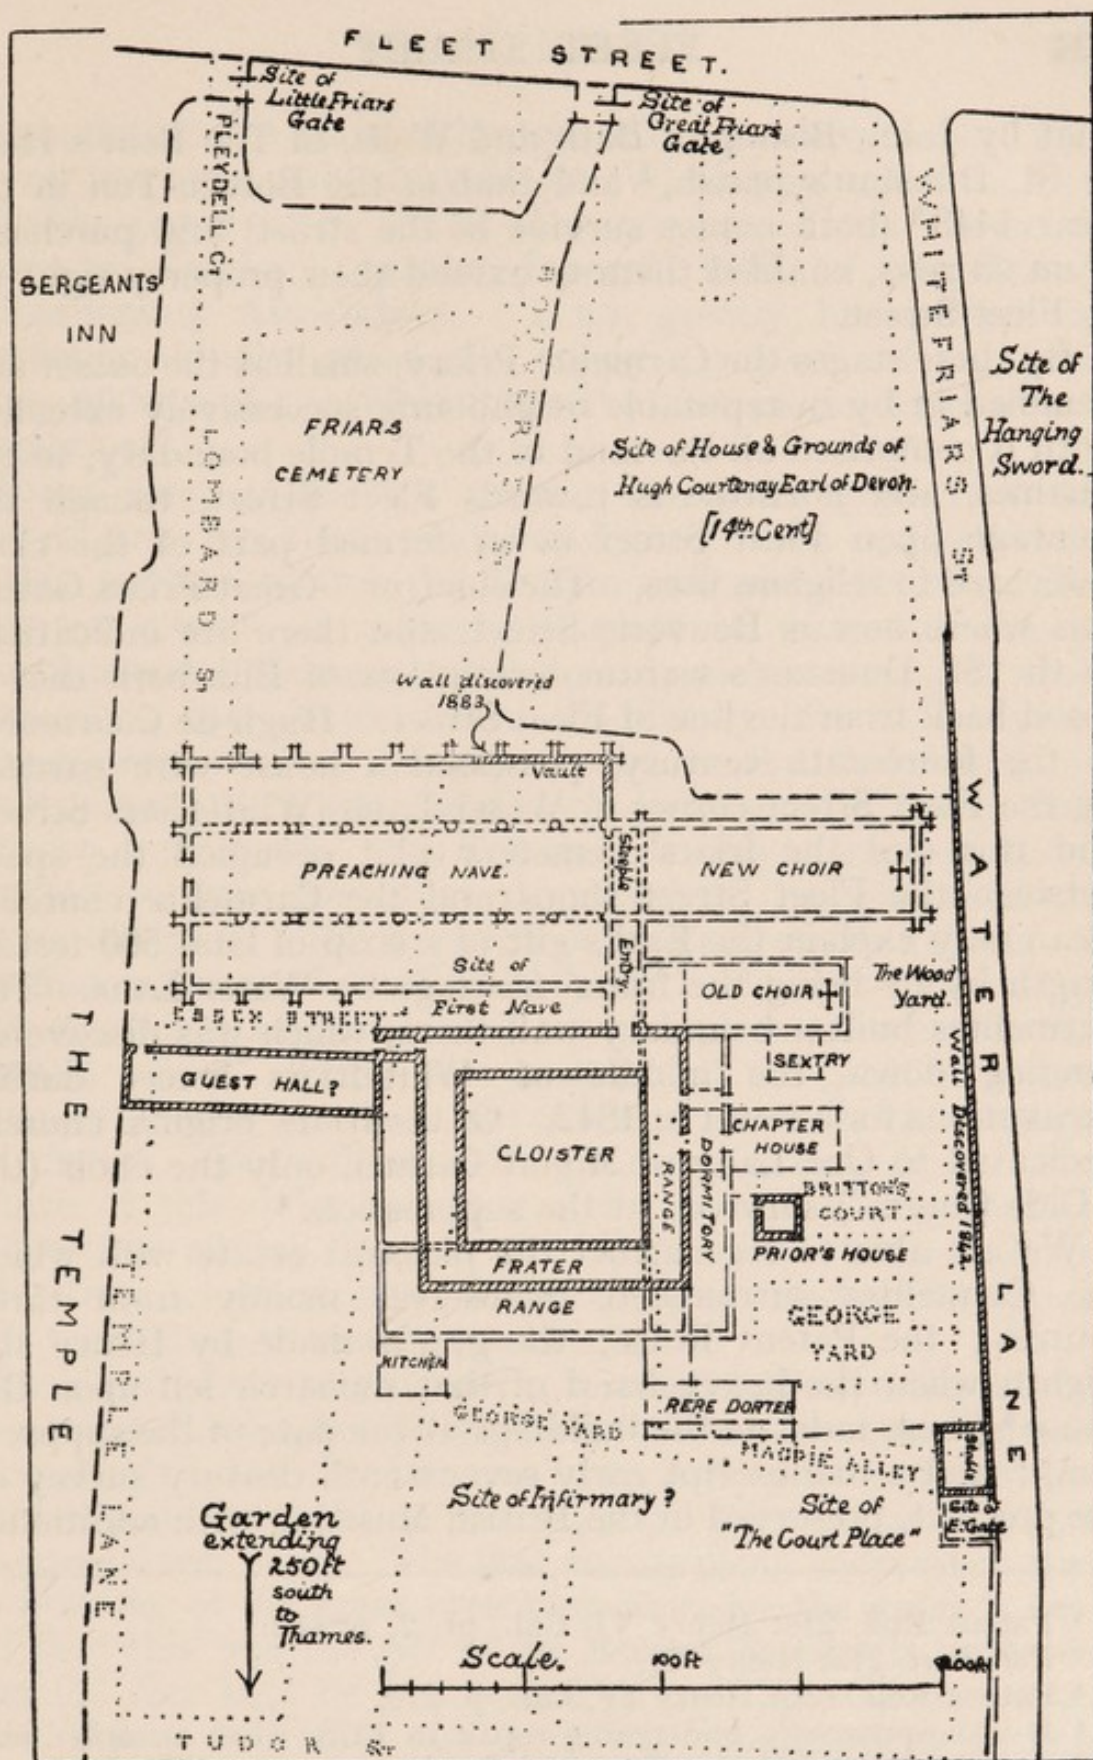 FLEET STREET.
Site of
Little Friars
Gate
Site of
Great Friars
Gate
PLEYDELL CT
WHITEFRIARS ST
SERGEANTS
INN
BOUVERIE ST
LOMBARD ST
FRIARS
CEMETERY
Site of House & Grounds of
Hugh Courtenay Earl of Devon.
[14th Cent]
Site of
The
Hanging
Sword.
Wall discovered
1883
Vault
WATER LANE
PREACHING NAVE.
Steeple
NEW CHOIR
Entry.
Site of
First Nave
OLD CHOIR
The Wood
Yard.
ESSEX STREET
THE TEMPLE
GUEST HALL?
SEXTRY
Wall Discovered 1842.
CLOISTER
CHAPTER
HOUSE
RANGE
DORMITORY
BRITTON'S
COURT
PRIOR'S HOUSE
FRATER
RANGE
GEORGE
YARD
KITCHEN
RERE DORTER
TEMPLE LANE
GEORGE YARD
MAGPIE ALLEY
Site of Infirmary?
Site of
"The Court Place"
E. Gate
Garden
extending
250ft
south
to
Thames.
Scale.
100ft
200ft
TUDOR ST